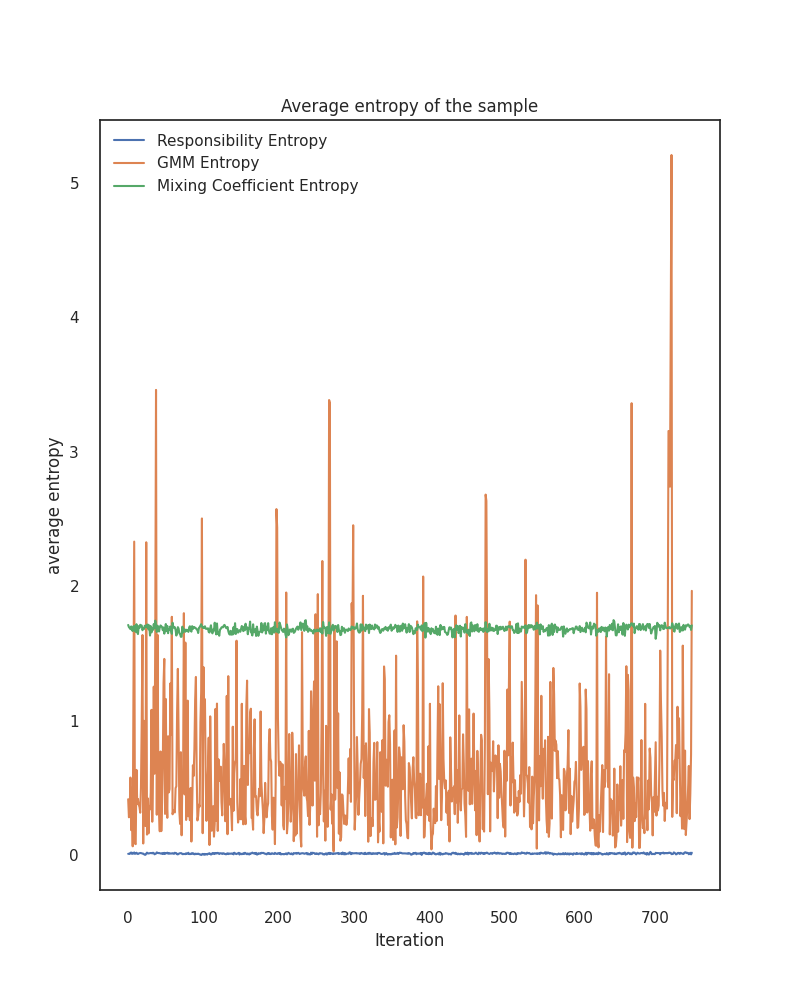 Average entropy of the sample
Responsibility Entropy
GMM Entropy
Mixing Coefficient Entropy
average entropy
5
4
3
2
1
0
0 100 200 300 400 500 600 700
Iteration